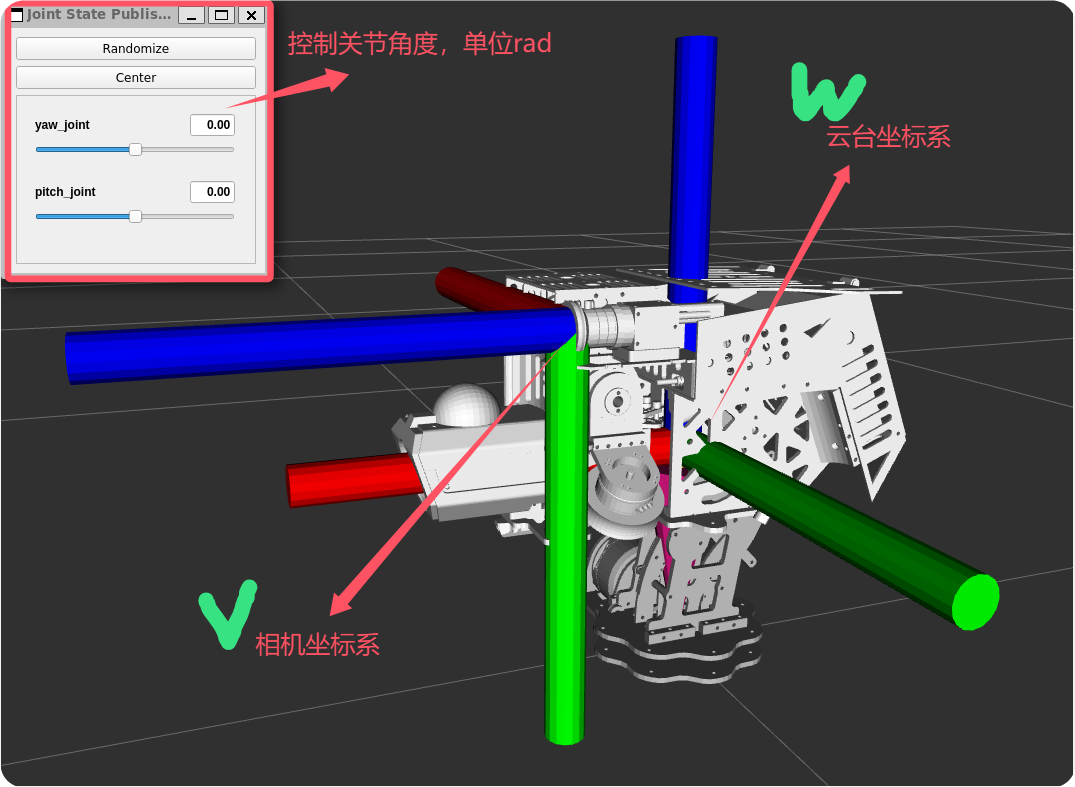 Joint State Publis...
Randomize
Center
yaw_joint 0.00
pitch_joint 0.00
控制关节角度，单位rad
W
云台坐标系
V
相机坐标系